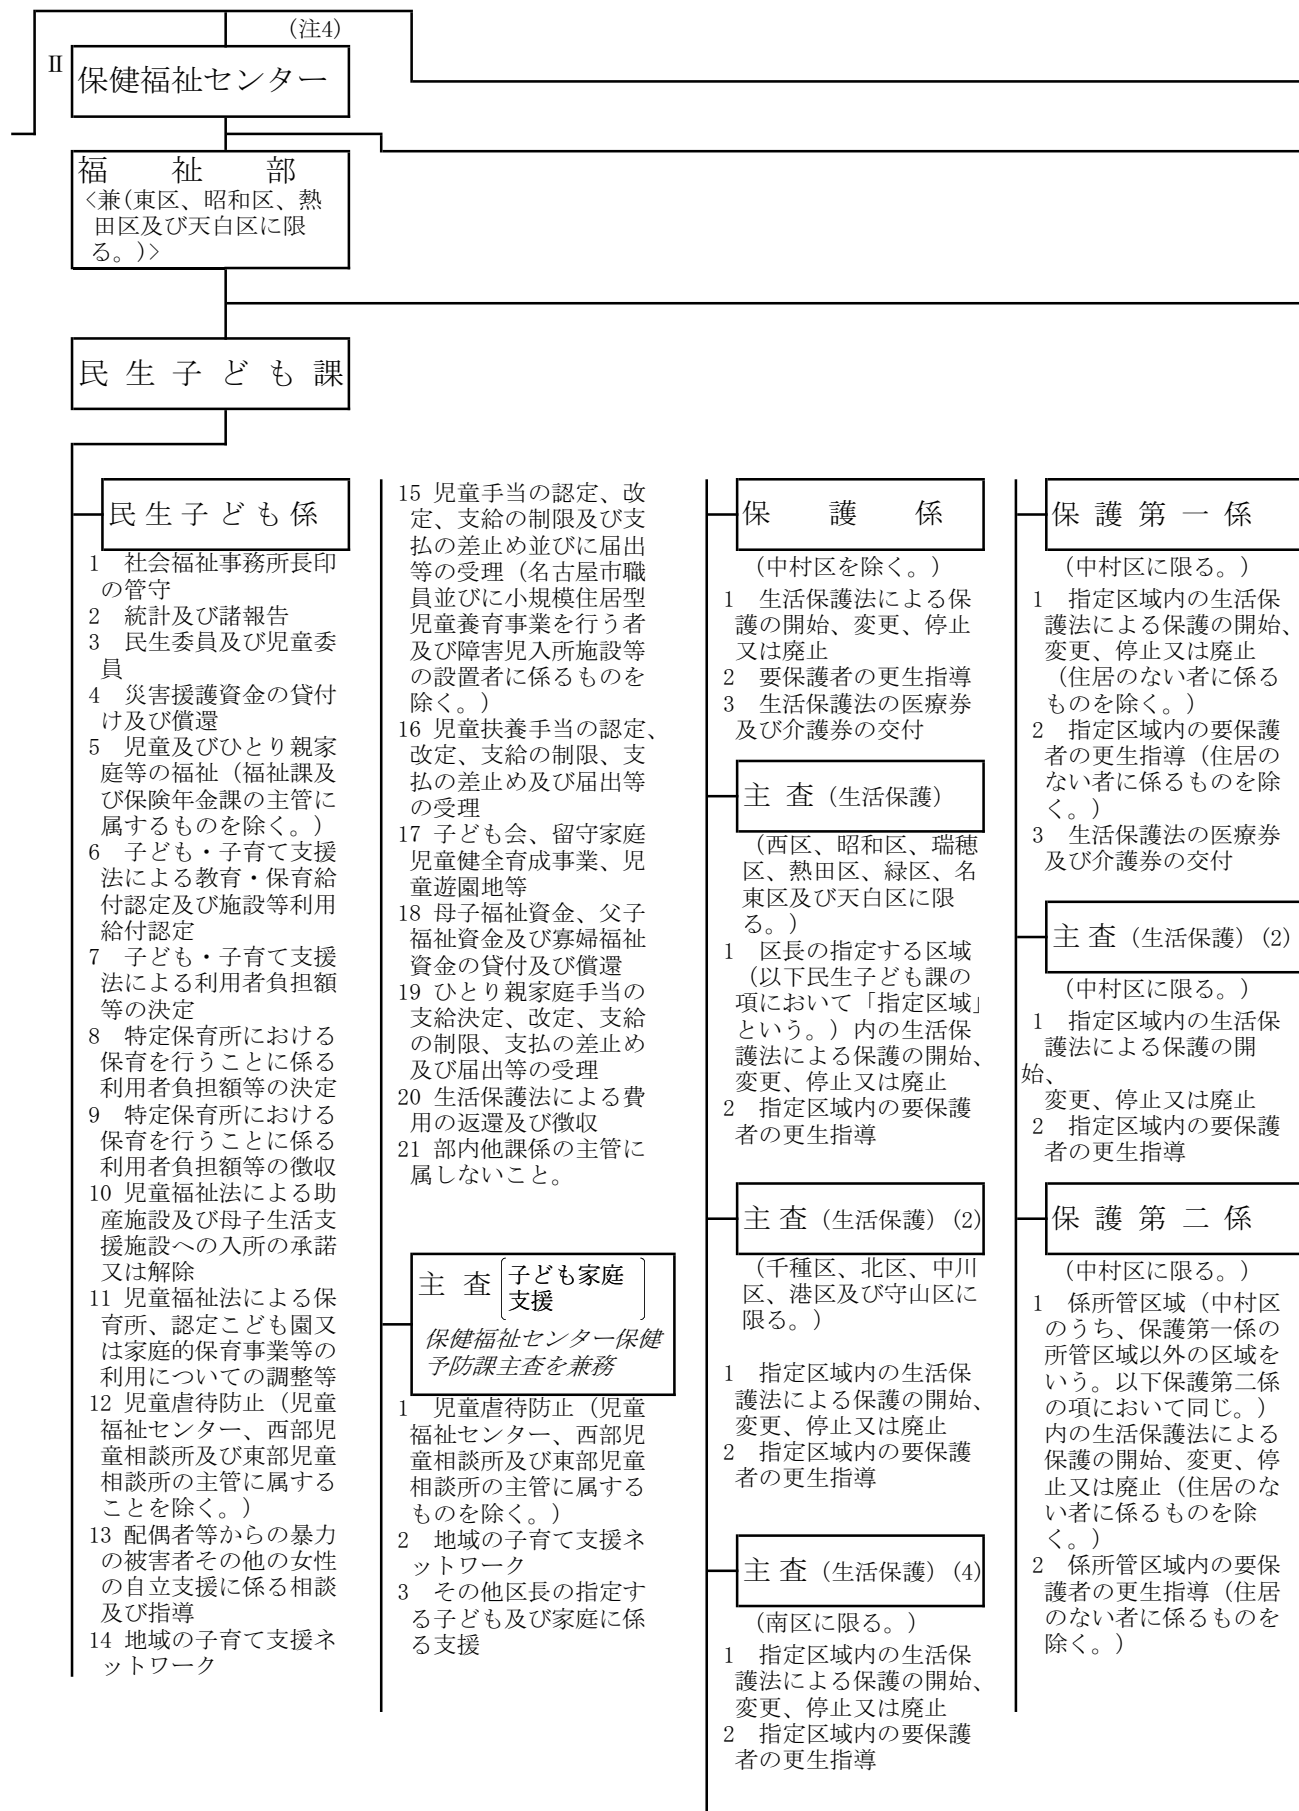 (注4)
Ⅱ
保健福祉センター
福祉部
<兼(東区、昭和区、熱
田区及び天白区に限
る。)>
民生子ども課
民生子ども係
1 社会福祉事務所長印
の管守
2 統計及び諸報告
3 民生委員及び児童委
員
4 災害援護資金の貸付
け及び償還
5 児童及びひとり親家
庭等の福祉(福祉課及
び保険年金課の主管に
属するものを除く。)
6 子ども・子育て支援
法による教育・保育給
付認定及び施設等利用
給付認定
7 子ども・子育て支援
法による利用者負担額
等の決定
8 特定保育所における
保育を行うことに係る
利用者負担額等の決定
9 特定保育所における
保育を行うことに係る
利用者負担額等の徴収
10 児童福祉法による助
産施設及び母子生活支
援施設への入所の承諾
又は解除
11 児童福祉法による保
育所、認定こども園又
は家庭的保育事業等の
利用についての調整等
12 児童虐待防止(児童
福祉センター、西部児
童相談所及び東部児童
相談所の主管に属する
ことを除く。)
13 配偶者等からの暴力
の被害者その他の女性
の自立支援に係る相談
及び指導
14 地域の子育て支援ネ
ットワーク
15 児童手当の認定、改
定、支給の制限及び支
払の差止め並びに届出
等の受理(名古屋市職
員並びに小規模住居型
児童養育事業を行う者
及び障害児入所施設等
の設置者に係るものを
除く。)
16 児童扶養手当の認定、
改定、支給の制限、支
払の差止め及び届出等
の受理
17 子ども会、留守家庭
児童健全育成事業、児
童遊園地等
18 母子福祉資金、父子
福祉資金及び寡婦福祉
資金の貸付及び償還
19 ひとり親家庭手当の
支給決定、改定、支給
の制限、支払の差止め
及び届出等の受理
20 生活保護法による費
用の返還及び徴収
21 部内他課係の主管に
属しないこと。
主査〔子ども家庭
支援〕
保健福祉センター保健
予防課主査を兼務
1 児童虐待防止(児童
福祉センター、西部児
童相談所及び東部児童
相談所の主管に属する
ものを除く。)
2 地域の子育て支援ネ
ットワーク
3 その他区長の指定す
る子ども及び家庭に係
る支援
保護係
(中村区を除く。)
1 生活保護法による保
護の開始、変更、停止
又は廃止
2 要保護者の更生指導
3 生活保護法の医療券
及び介護券の交付
主査(生活保護)
(西区、昭和区、瑞穂
区、熱田区、緑区、名
東区及び天白区に限
る。)
1 区長の指定する区域
(以下民生子ども課の
項において「指定区域」
という。)内の生活保
護法による保護の開始、
変更、停止又は廃止
2 指定区域内の要保護
者の更生指導
主査(生活保護)(2)
(千種区、北区、中川
区、港区及び守山区に
限る。)
1 指定区域内の生活保
護法による保護の開始、
変更、停止又は廃止
2 指定区域内の要保護
者の更生指導
主査(生活保護)(4)
(南区に限る。)
1 指定区域内の生活保
護法による保護の開始、
変更、停止又は廃止
2 指定区域内の要保護
者の更生指導
保護第一係
(中村区に限る。)
1 指定区域内の生活保
護法による保護の開始、
変更、停止又は廃止
(住居のない者に係る
ものを除く。)
2 指定区域内の要保護
者の更生指導(住居の
ない者に係るものを除
く。)
3 生活保護法の医療券
及び介護券の交付
主査(生活保護)(2)
(中村区に限る。)
1 指定区域内の生活保
護法による保護の開
始、
変更、停止又は廃止
2 指定区域内の要保護
者の更生指導
保護第二係
(中村区に限る。)
1 係所管区域(中村区
のうち、保護第一係の
所管区域以外の区域を
いう。以下保護第二係
の項において同じ。)
内の生活保護法による
保護の開始、変更、停
止又は廃止(住居のな
い者に係るものを除
く。)
2 係所管区域内の要保
護者の更生指導(住居
のない者に係るものを
除く。)